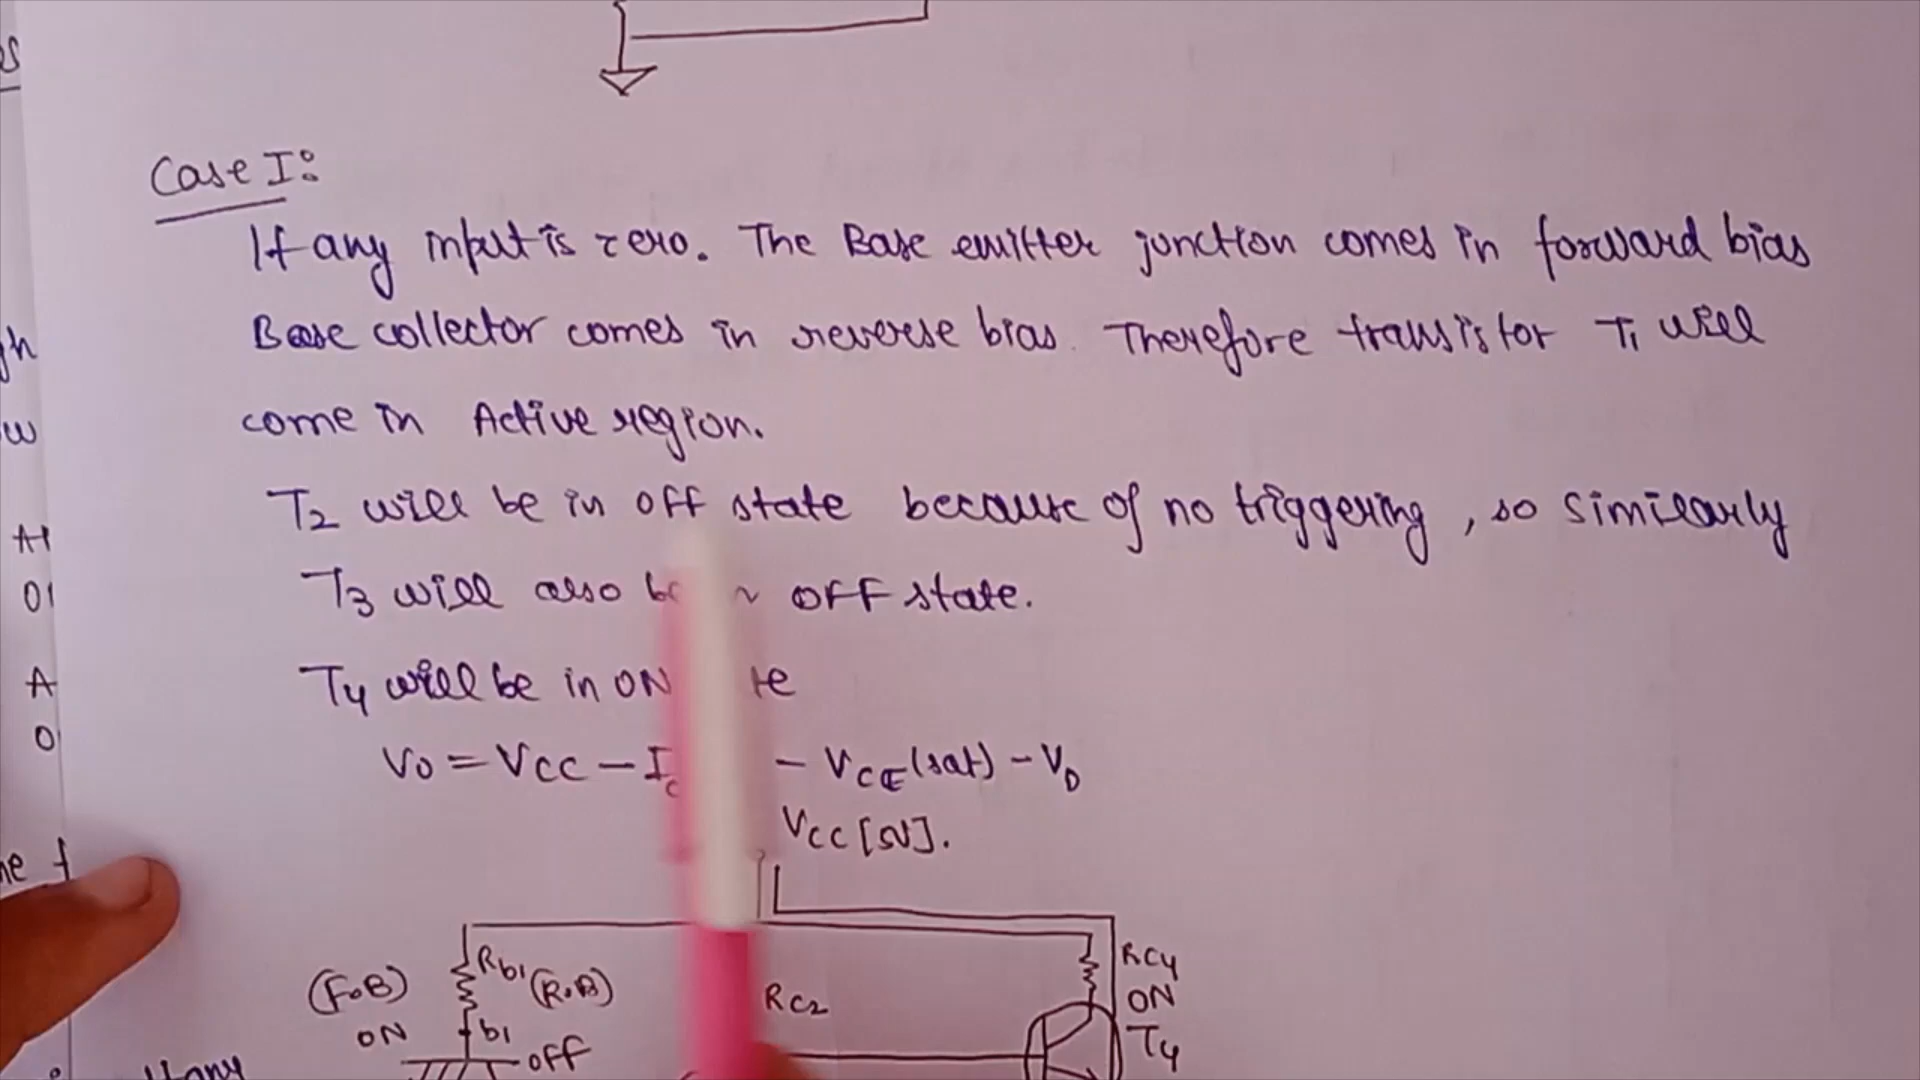 Case I:
If any input is zero. The Base emitter junction comes in forward bias
Base collector comes in reverse bias. Therefore transistor T1 will
come in Active region.
T2 will be in OFF state because of no triggering, so similarly
T3 will also OFF state.
T4 will be in ON
V0 = VCC - - VCE(sat) - VD
VCC [5V].
Rb1 RC4
(F.B) (R.B) RC2 ON
ON b1 OFF T4